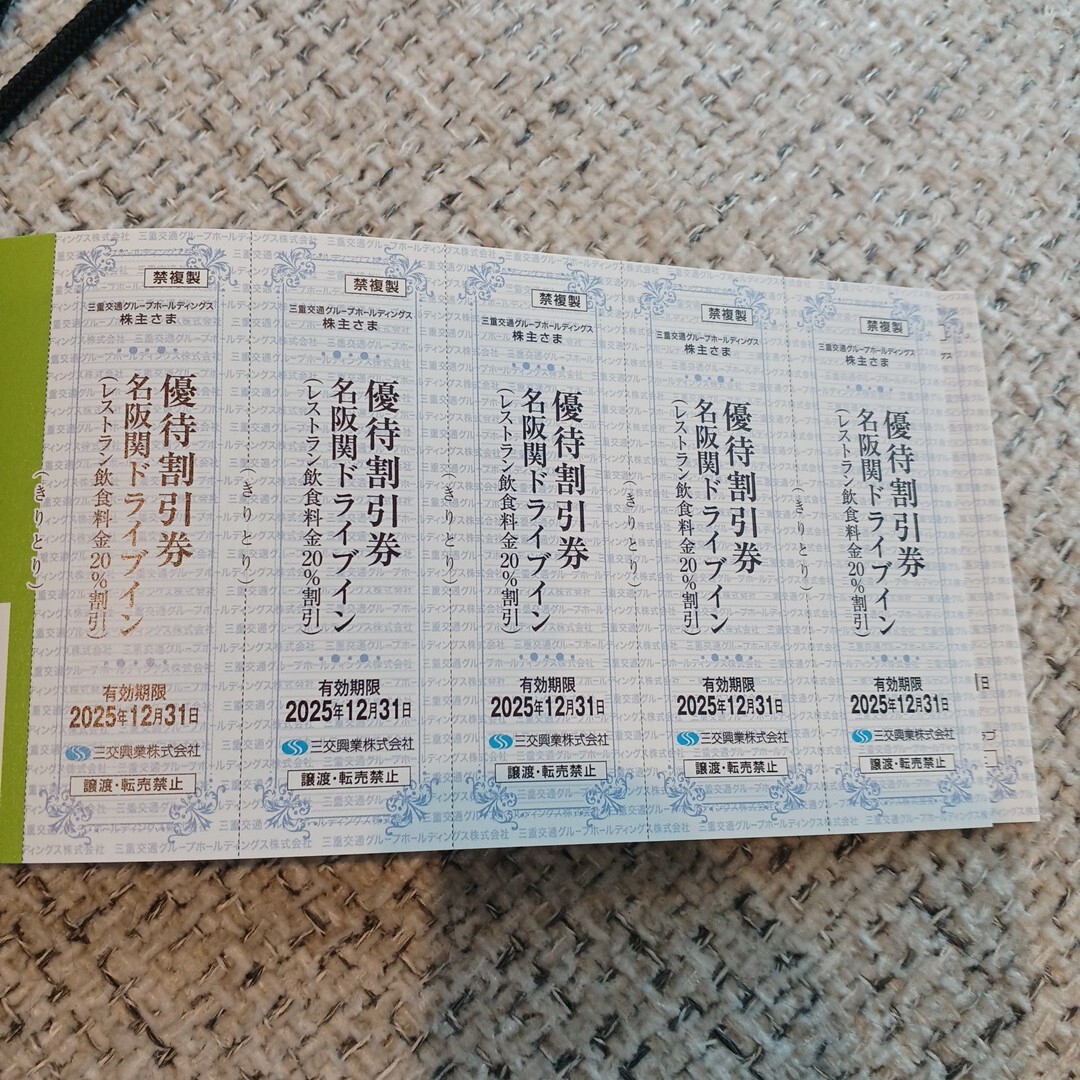 禁複製
三重交通グループホールディングス
株主さま
優待割引券
名阪関ドライブイン
（レストラン飲食料金20%割引）
有効期限
2025年12月31日
三交興業株式会社
譲渡・転売禁止
（きりとり）
禁複製
三重交通グループホールディングス
株主さま
優待割引券
名阪関ドライブイン
（レストラン飲食料金20%割引）
有効期限
2025年12月31日
三交興業株式会社
譲渡・転売禁止
（きりとり）
禁複製
三重交通グループホールディングス
株主さま
優待割引券
名阪関ドライブイン
（レストラン飲食料金20%割引）
有効期限
2025年12月31日
三交興業株式会社
譲渡・転売禁止
（きりとり）
禁複製
三重交通グループホールディングス
株主さま
優待割引券
名阪関ドライブイン
（レストラン飲食料金20%割引）
有効期限
2025年12月31日
三交興業株式会社
譲渡・転売禁止
（きりとり）
禁複製
三重交通グループホールディングス
株主さま
優待割引券
名阪関ドライブイン
（レストラン飲食料金20%割引）
有効期限
2025年12月31日
三交興業株式会社
譲渡・転売禁止
（きりとり）